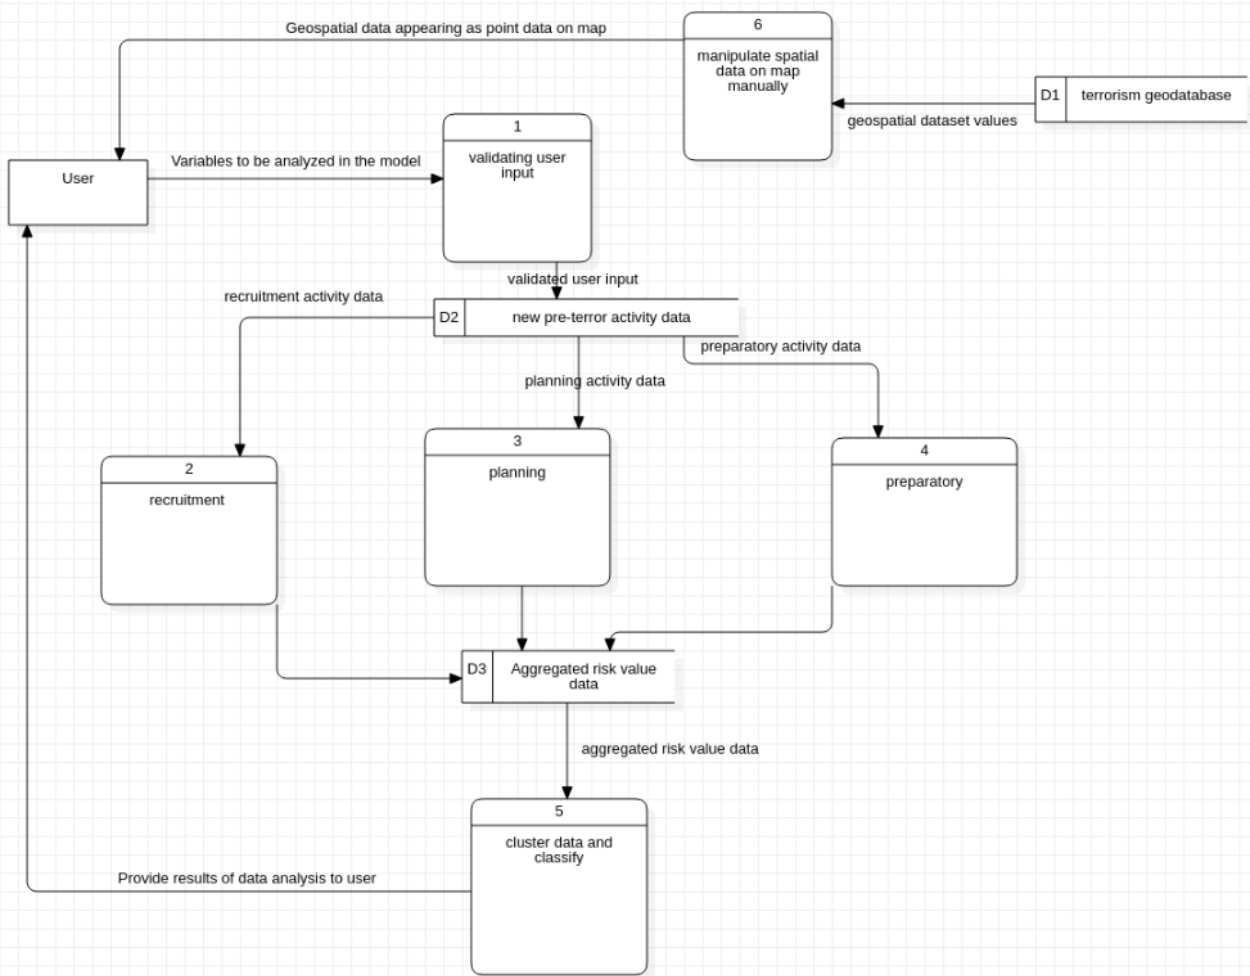 Geospatial data appearing as point data on map
6
manipulate spatial
data on map
manually
D1
terrorism geodatabase
geospatial dataset values
1
validating user
input
Variables to be analyzed in the model
User
validated user input
recruitment activity data
D2
new pre-terror activity data
preparatory activity data
planning activity data
2
recruitment
3
planning
4
preparatory
D3
Aggregated risk value
data
aggregated risk value data
5
cluster data and
classify
Provide results of data analysis to user